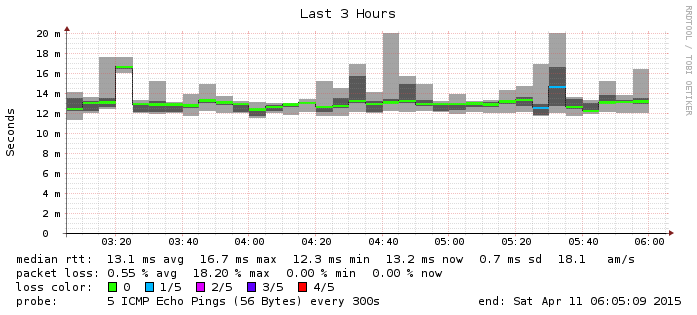 Last 3 Hours
RRDTOOL / TOBI OETIKER
Seconds
20 m
18 m
16 m
14 m
12 m
10 m
8 m
6 m
4 m
2 m
0
03:20 03:40 04:00 04:20 04:40 05:00 05:20 05:40 06:00
median rtt: 13.1 ms avg 16.7 ms max 12.3 ms min 13.2 ms now 0.7 ms sd 18.1 am/s
packet loss: 0.55 % avg 18.20 % max 0.00 % min 0.00 % now
loss color: 0 1/5 2/5 3/5 4/5
probe: 5 ICMP Echo Pings (56 Bytes) every 300s end: Sat Apr 11 06:05:09 2015